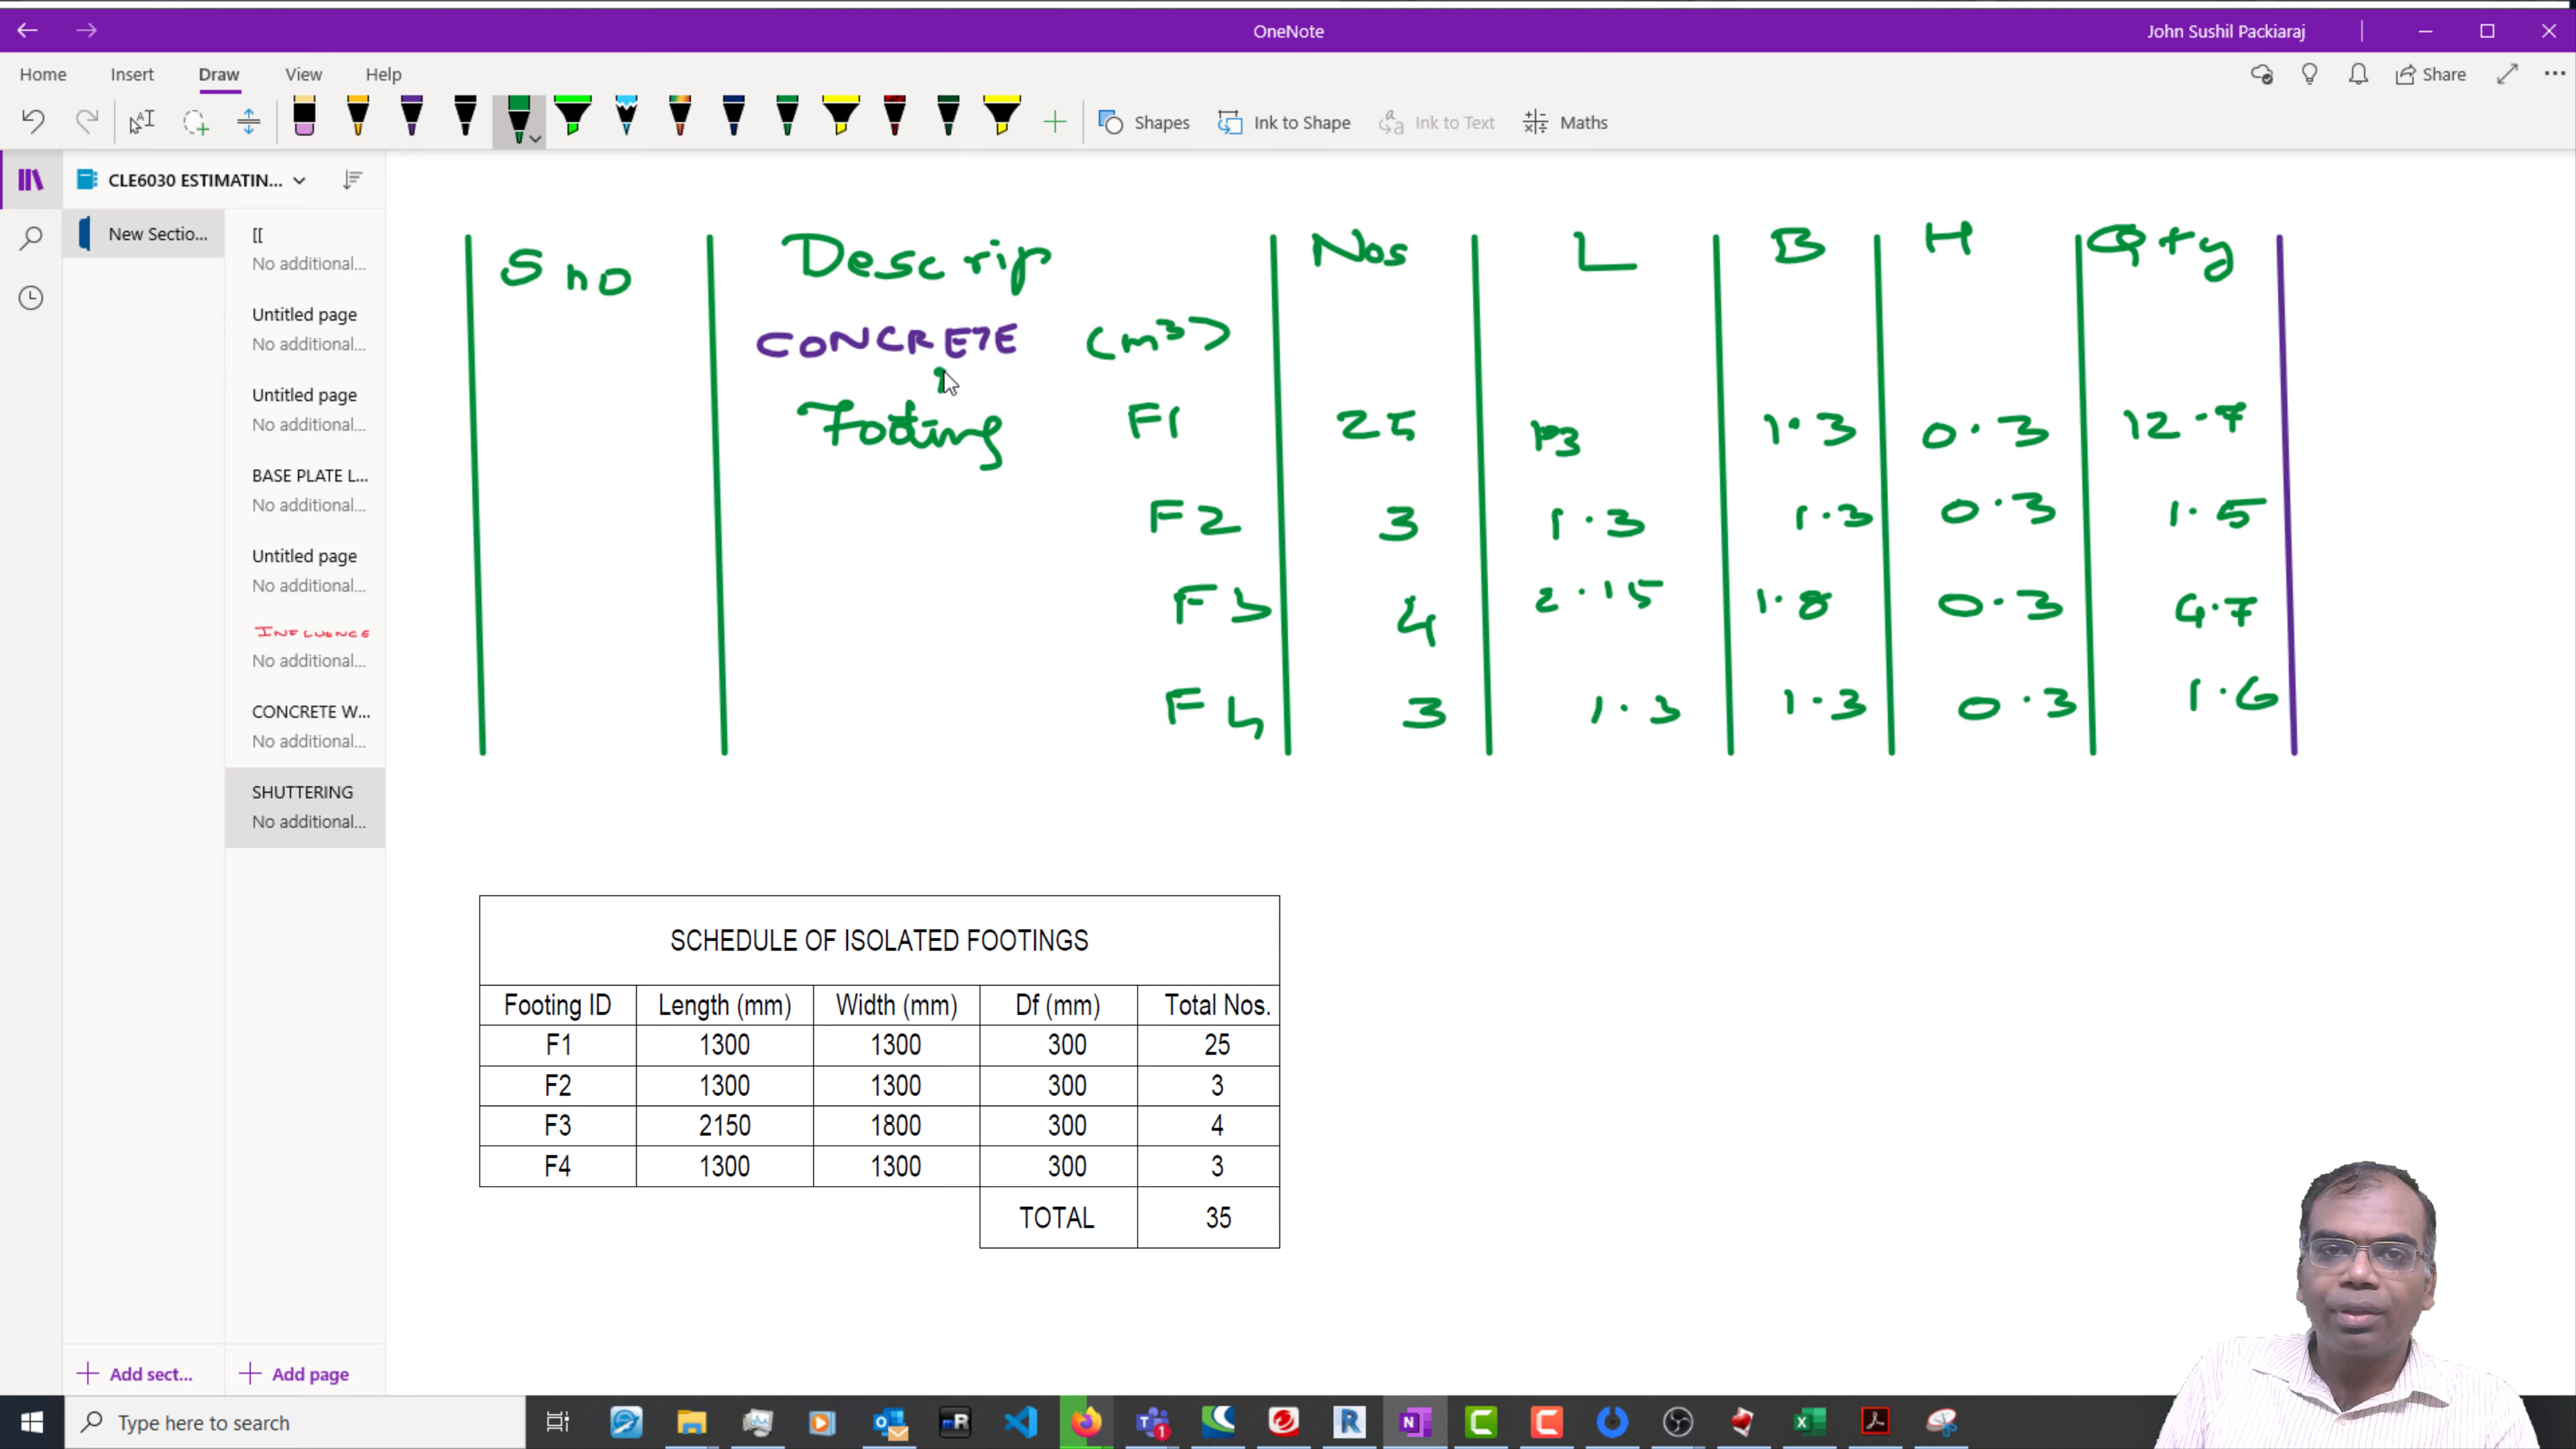 OneNote
John Sushil Packiaraj
Home Insert Draw View Help
Share
Shapes Ink to Shape Ink to Text Maths
CLE6030 ESTIMATIN...
New Sectio...
[[
No additional...
Untitled page
No additional...
Untitled page
No additional...
BASE PLATE L...
No additional...
Untitled page
No additional...
INFLUENCE
No additional...
CONCRETE W...
No additional...
SHUTTERING
No additional...
Add sect...
Add page
S no Descrip Nos L B H Qty
CONCRETE (m³)
Footing F1 25 1.3 1.3 0.3 12.7
F2 3 1.3 1.3 0.3 1.5
F3 4 2.15 1.8 0.3 4.7
F4 3 1.3 1.3 0.3 1.6
SCHEDULE OF ISOLATED FOOTINGS
Footing ID Length (mm) Width (mm) Df (mm) Total Nos.
F1 1300 1300 300 25
F2 1300 1300 300 3
F3 2150 1800 300 4
F4 1300 1300 300 3
TOTAL 35
Type here to search